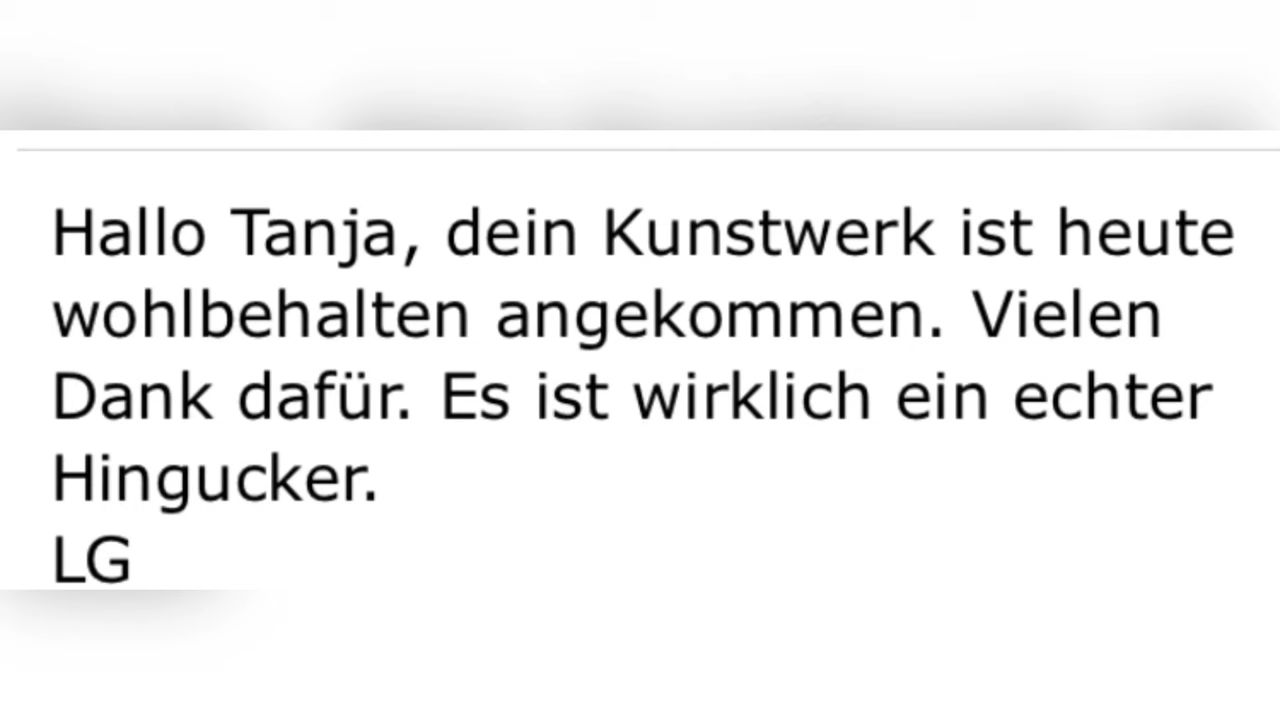 Hallo Tanja, dein Kunstwerk ist heute
wohlbehalten angekommen. Vielen
Dank dafür. Es ist wirklich ein echter
Hingucker.
LG